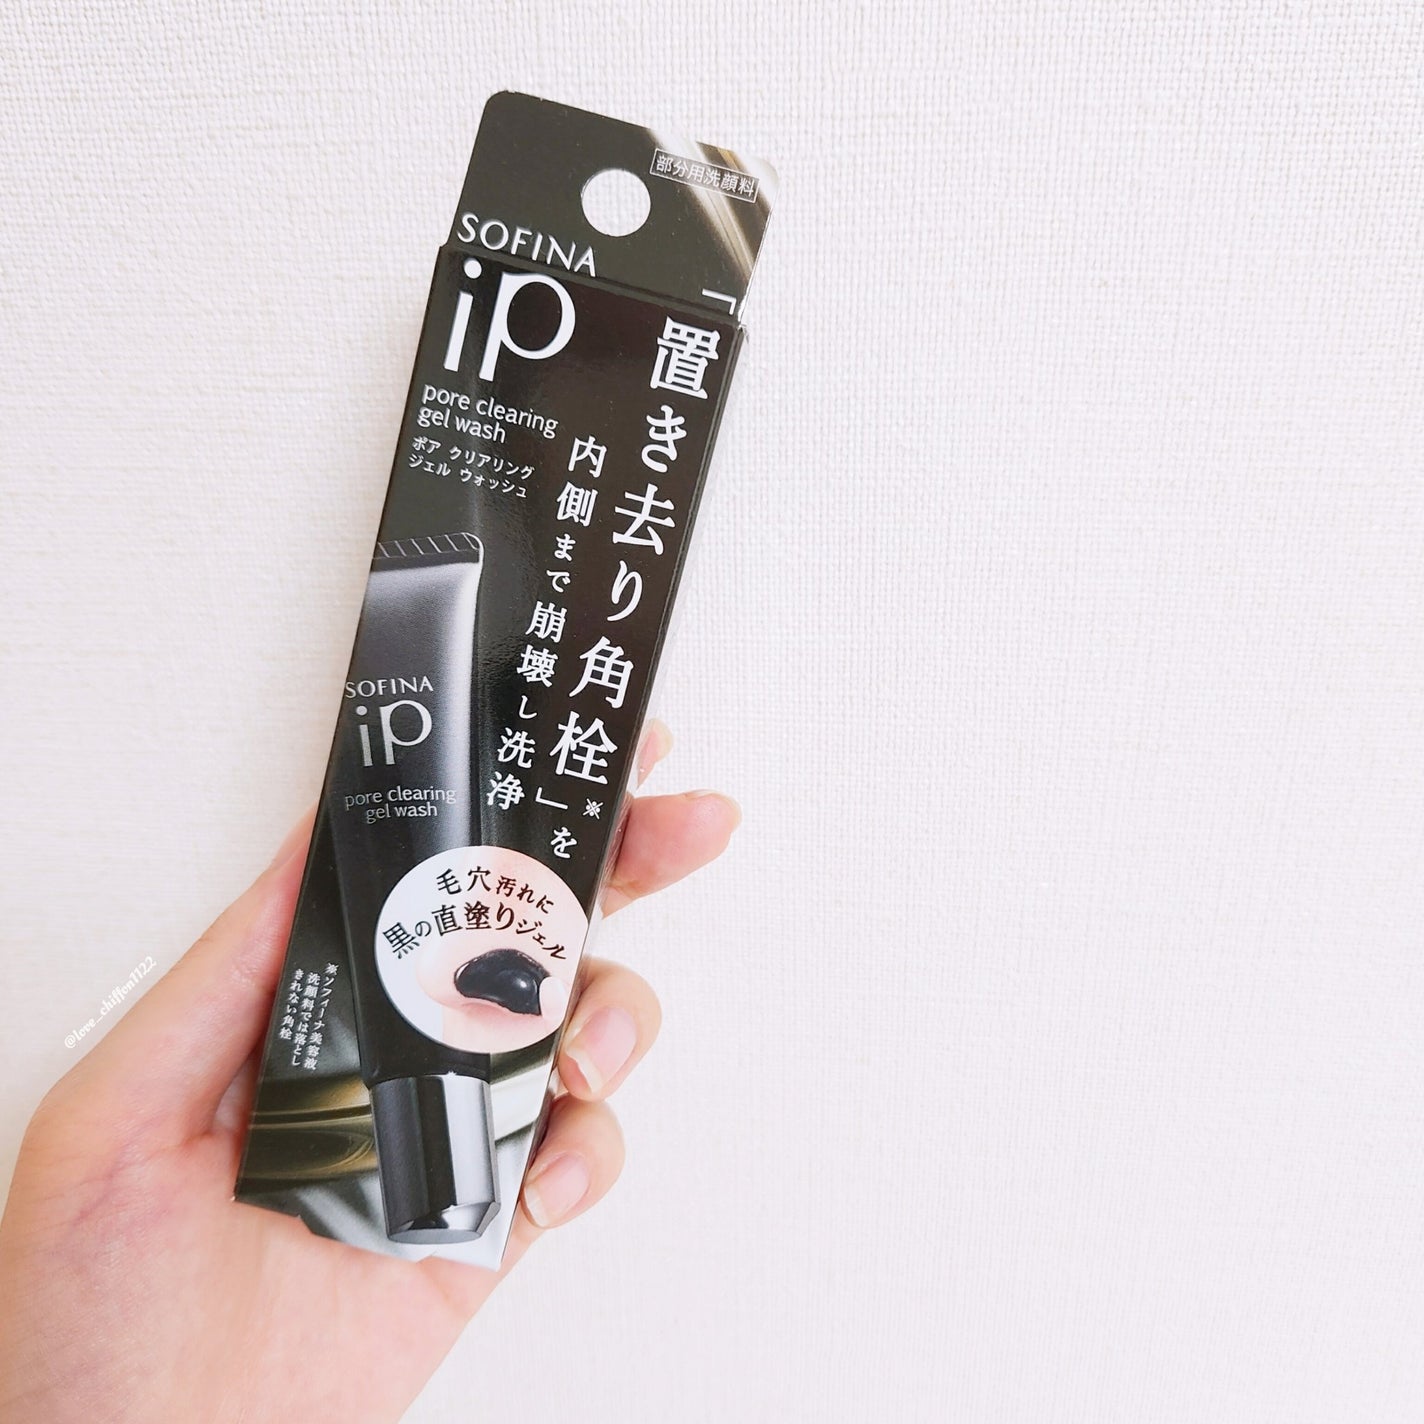 部分用洗顔料
SOFINA
ip
pore clearing
gel wash
ポア クリアリング
ジェル ウォッシュ
「置き去り角栓」※を
内側まで崩壊し洗浄
SOFINA
ip
pore clearing
gel wash
毛穴汚れに
黒の直塗りジェル
※ソフィーナ美容液
洗顔料では落とし
きれない角栓
@love_chiffon1122